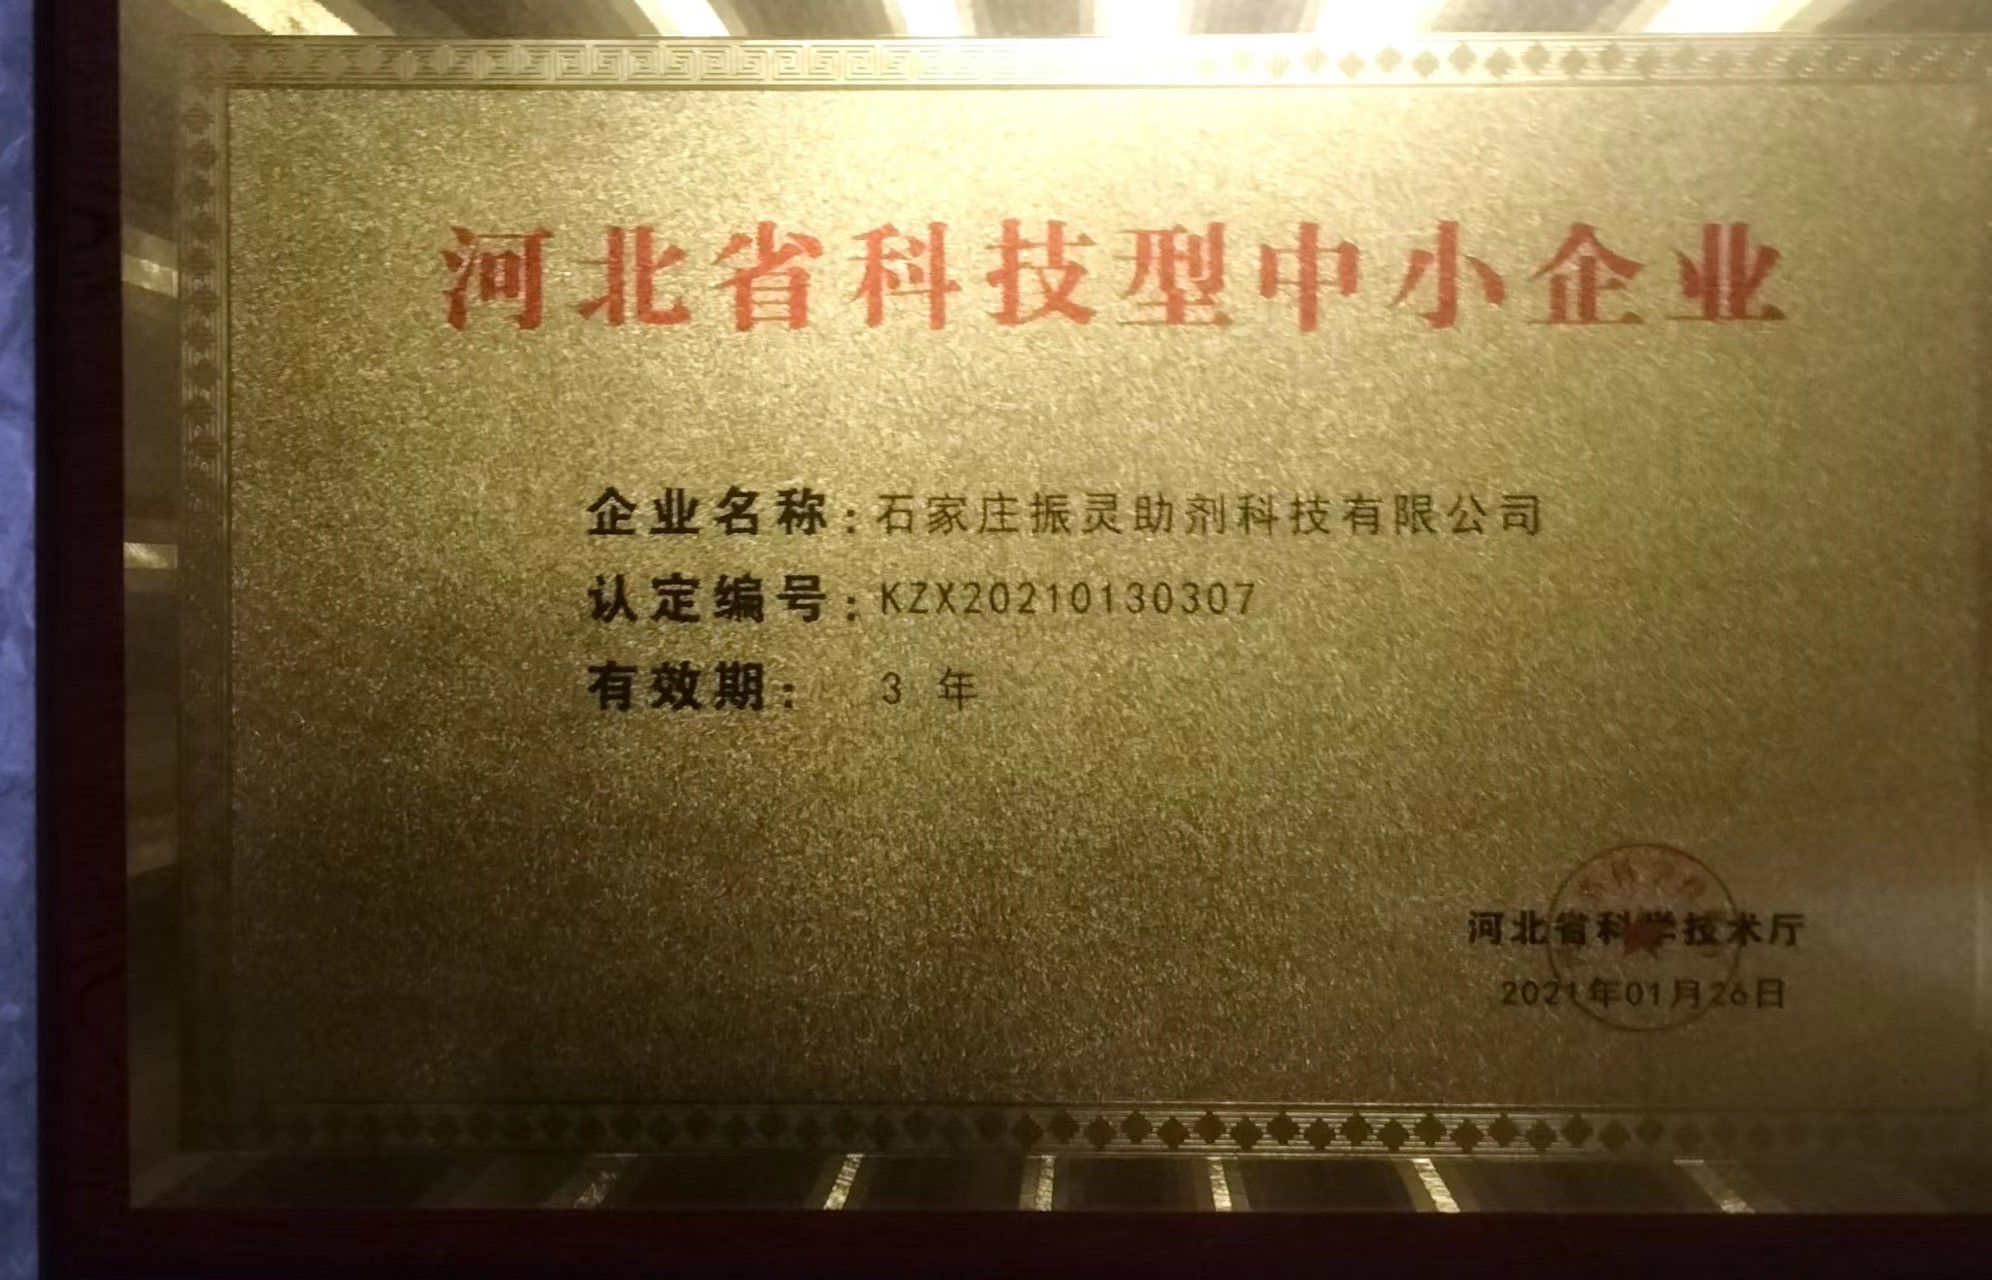 河北省科技型中小企业
企业名称：石家庄振灵助剂科技有限公司
认定编号：KZX20210130307
有效期： 3 年
河北省科学技术厅
2021年01月26日